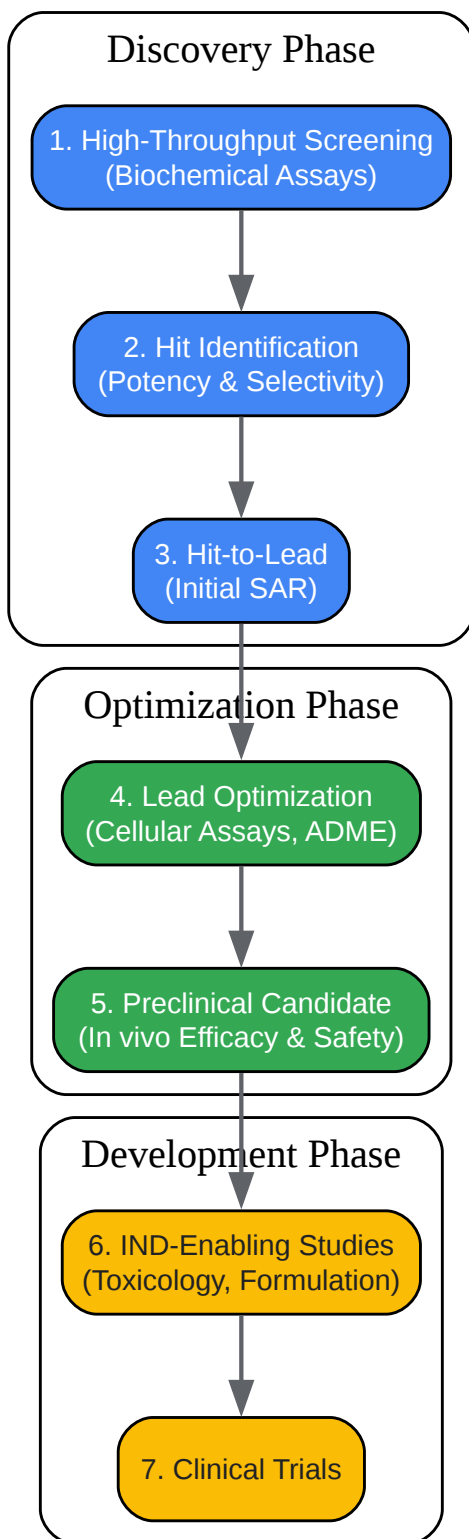 Discovery Phase
1. High-Throughput Screening
(Biochemical Assays)
2. Hit Identification
(Potency & Selectivity)
3. Hit-to-Lead
(Initial SAR)
Optimization Phase
4. Lead Optimization
(Cellular Assays, ADME)
5. Preclinical Candidate
(In vivo Efficacy & Safety)
Development Phase
6. IND-Enabling Studies
(Toxicology, Formulation)
7. Clinical Trials